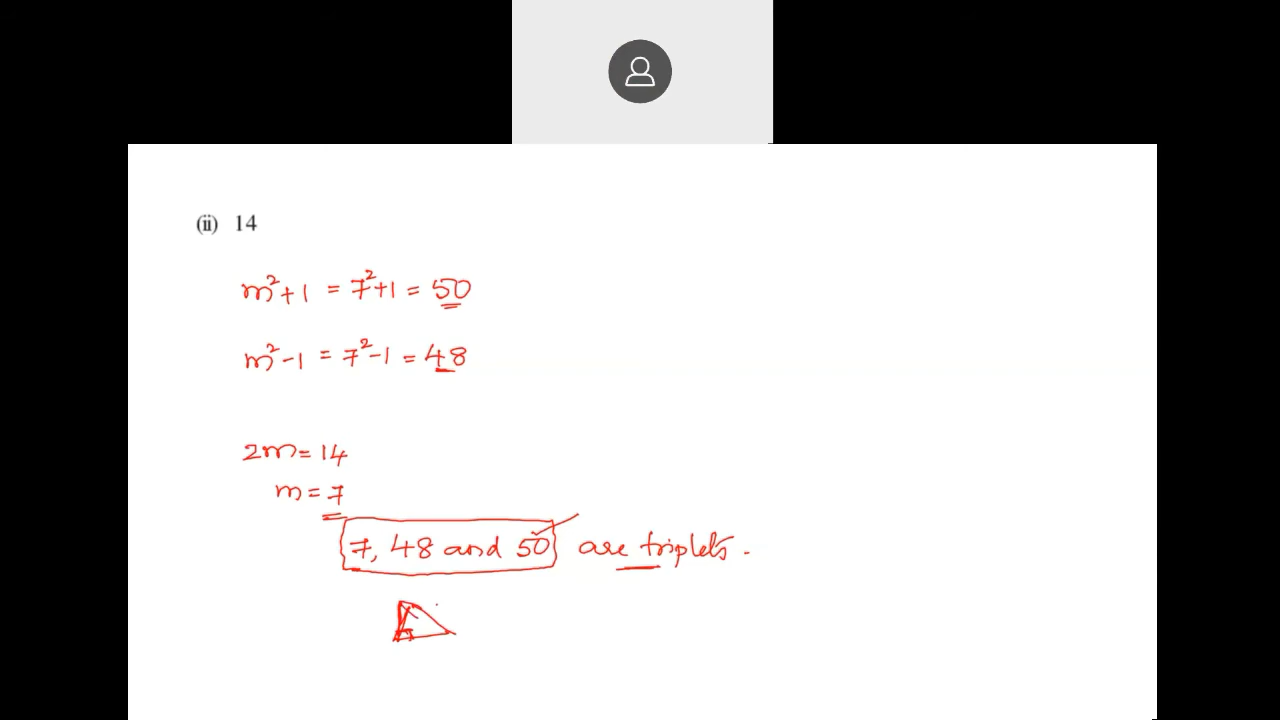 (ii) 14
m²+1 = 7²+1 = 50
m²-1 = 7²-1 = 48
2m = 14
m = 7
7, 48 and 50 are triplets.